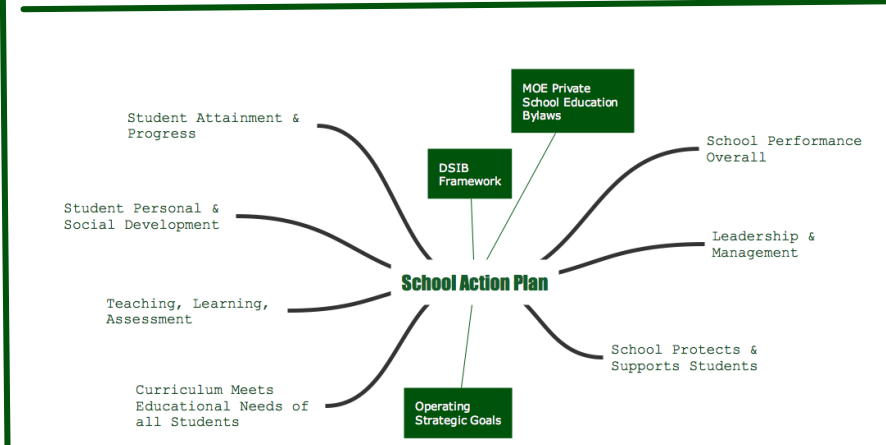 MOE Private
School Education
Bylaws
Student Attainment &
Progress
School Performance
Overall
DSIB
Framework
Student Personal &
Social Development
Leadership &
Management
School Action Plan
Teaching, Learning,
Assessment
School Protects &
Supports Students
Curriculum Meets
Educational Needs of
all Students
Operating
Strategic Goals